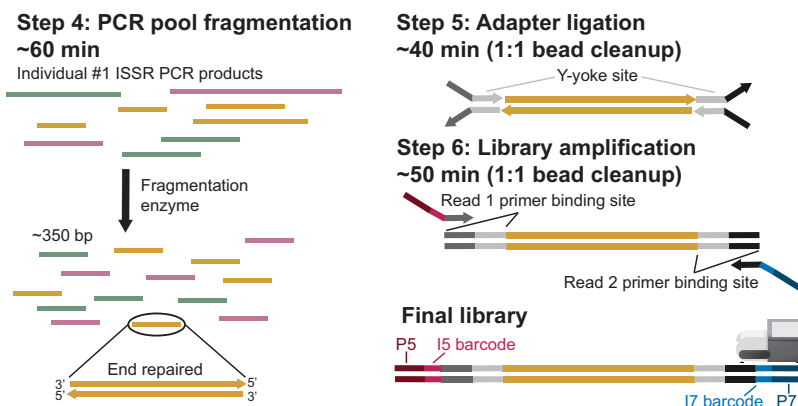 Step 4: PCR pool fragmentation
~60 min
Individual #1 ISSR PCR products
Fragmentation
enzyme
~350 bp
End repaired
3’ 5’
5’ 3’
Step 5: Adapter ligation
~40 min (1:1 bead cleanup)
Y-yoke site
Step 6: Library amplification
~50 min (1:1 bead cleanup)
Read 1 primer binding site
Read 2 primer binding site
Final library
P5 I5 barcode
I7 barcode P7